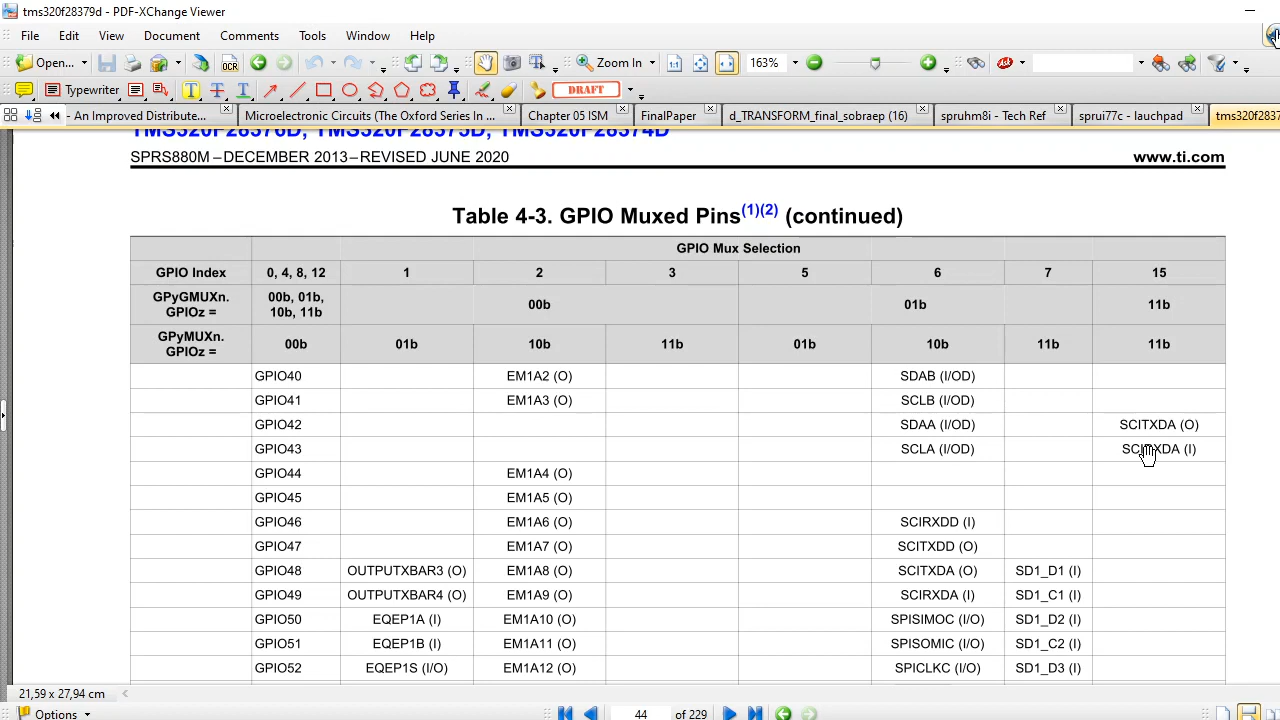 tms320f28379d - PDF-XChange Viewer
File Edit View Document Comments Tools Window Help
Open... OCR Zoom In 163%
Typewriter DRAFT
- An Improved Distribute... Microelectronic Circuits (The Oxford Series In ... Chapter 05 ISM FinalPaper d_TRANSFORM_final_sobraep (16) spruhm8i - Tech Ref sprui77c - lauchpad tms320f2837
TMS320F28376D, TMS320F28375D, TMS320F28374D
SPRS880M – DECEMBER 2013 – REVISED JUNE 2020 www.ti.com
Table 4-3. GPIO Muxed Pins(1)(2) (continued)
GPIO Mux Selection
GPIO Index 0, 4, 8, 12 1 2 3 5 6 7 15
GPyGMUXn. GPIOz = 00b, 01b, 10b, 11b 00b 01b 11b
GPyMUXn. GPIOz = 00b 01b 10b 11b 01b 10b 11b 11b
GPIO40 EM1A2 (O) SDAB (I/OD)
GPIO41 EM1A3 (O) SCLB (I/OD)
GPIO42 SDAA (I/OD) SCITXDA (O)
GPIO43 SCLA (I/OD) SCIRXDA (I)
GPIO44 EM1A4 (O)
GPIO45 EM1A5 (O)
GPIO46 EM1A6 (O) SCIRXDD (I)
GPIO47 EM1A7 (O) SCITXDD (O)
GPIO48 OUTPUTXBAR3 (O) EM1A8 (O) SCITXDA (O) SD1_D1 (I)
GPIO49 OUTPUTXBAR4 (O) EM1A9 (O) SCIRXDA (I) SD1_C1 (I)
GPIO50 EQEP1A (I) EM1A10 (O) SPISIMOC (I/O) SD1_D2 (I)
GPIO51 EQEP1B (I) EM1A11 (O) SPISOMIC (I/O) SD1_C2 (I)
GPIO52 EQEP1S (I/O) EM1A12 (O) SPICLKC (I/O) SD1_D3 (I)
21,59 x 27,94 cm
Options 44 of 229